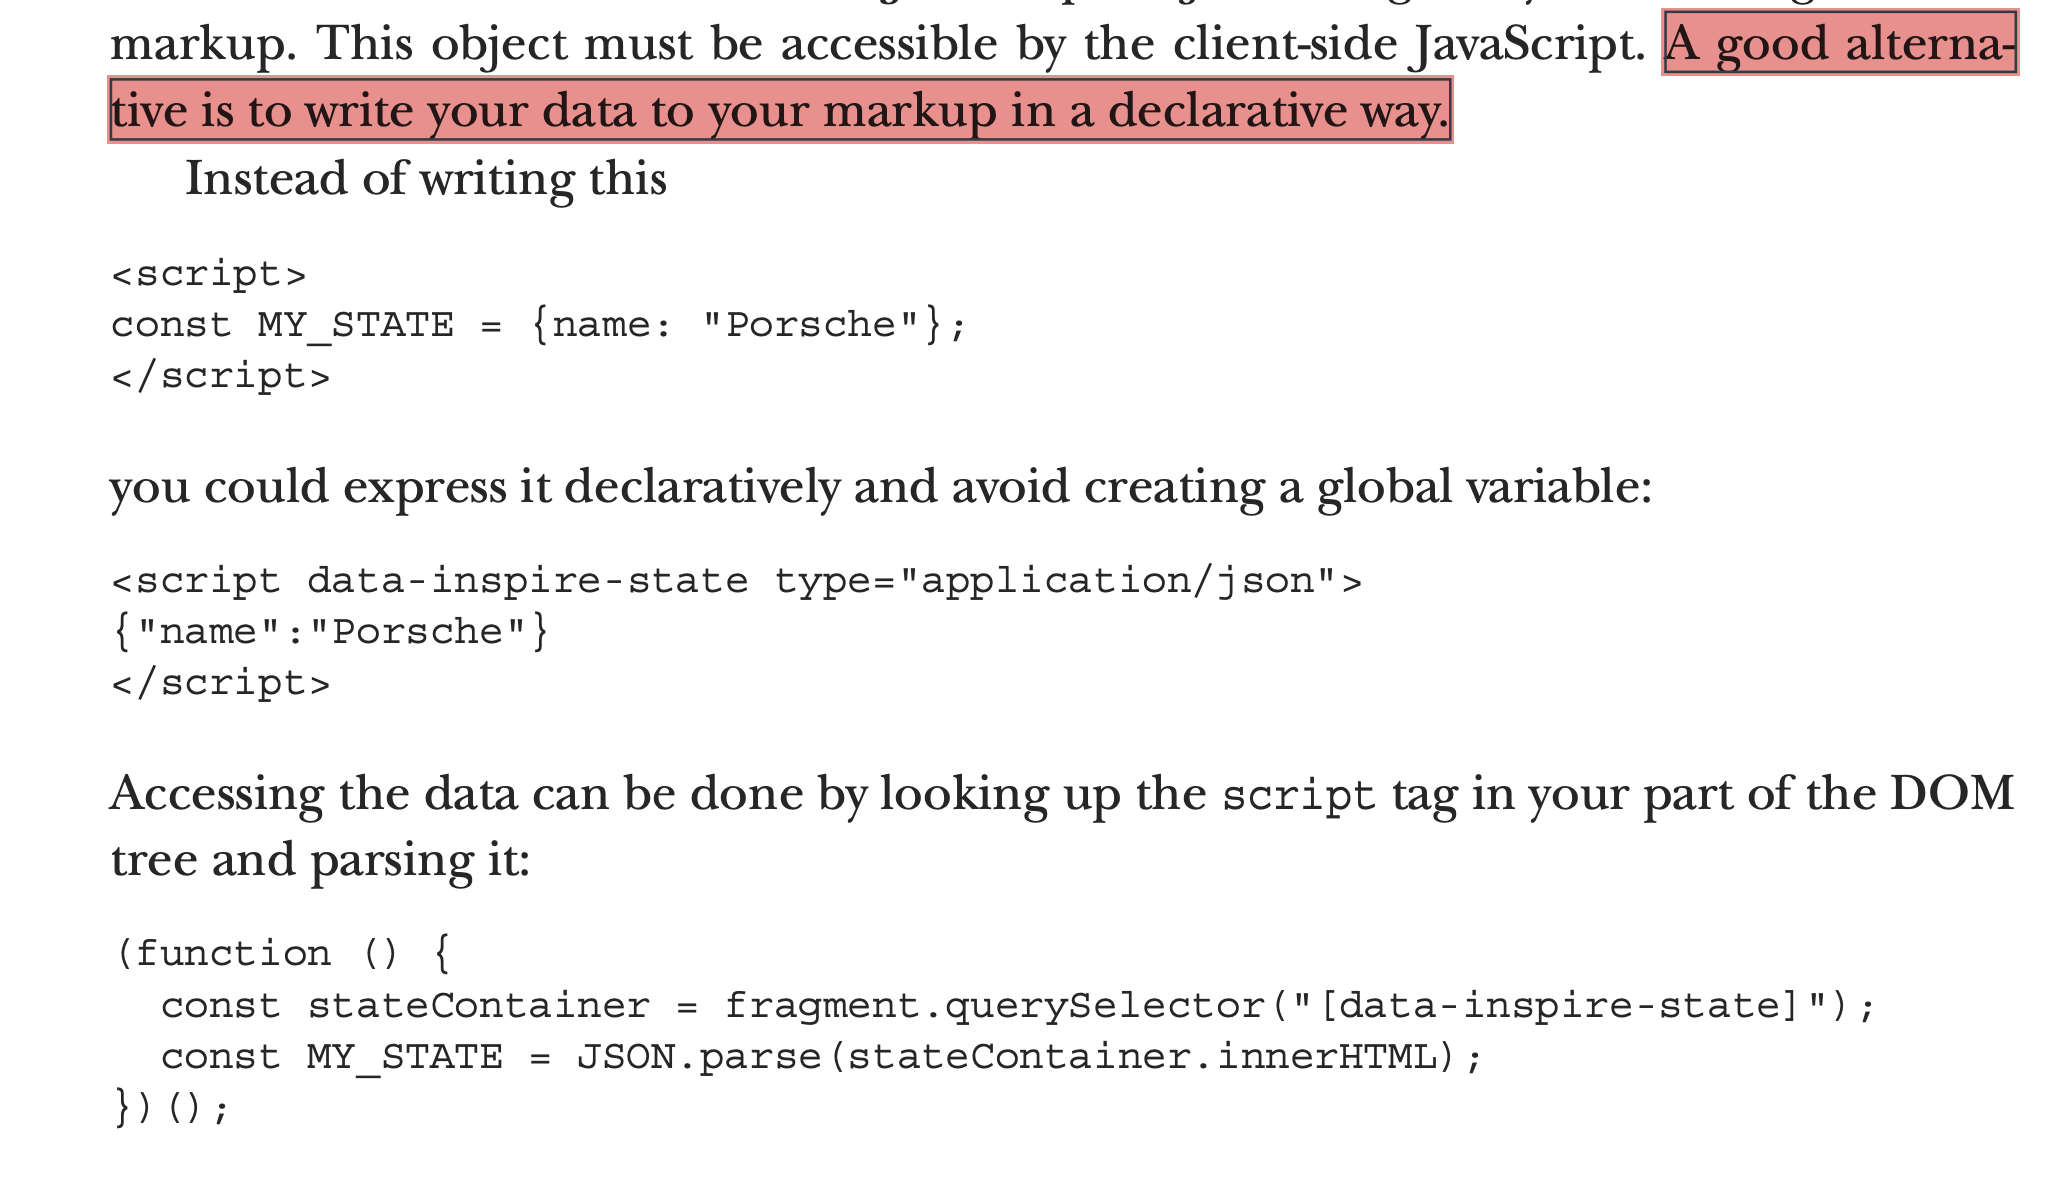 markup. This object must be accessible by the client-side JavaScript. A good alterna-
tive is to write your data to your markup in a declarative way.
Instead of writing this
<script>
const MY_STATE = {name: "Porsche"};
</script>
you could express it declaratively and avoid creating a global variable:
<script data-inspire-state type="application/json">
{"name":"Porsche"}
</script>
Accessing the data can be done by looking up the script tag in your part of the DOM
tree and parsing it:
(function () {
  const stateContainer = fragment.querySelector("[data-inspire-state]");
  const MY_STATE = JSON.parse(stateContainer.innerHTML);
})();